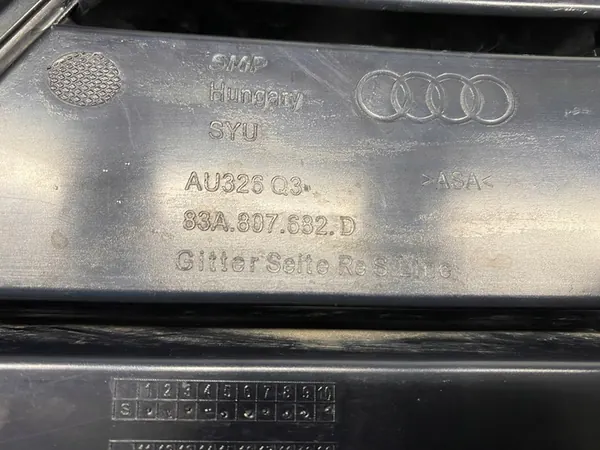 SMP
Hungary
SYU
AU326 Q3
>ASA<
83A.807.682.D
Gitter Seite Re S Line
1 2 3 4 5 6 7 8 9 10
S